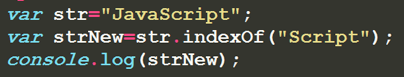 var str="JavaScript";
var strNew=str.indexOf("Script");
console.log(strNew);